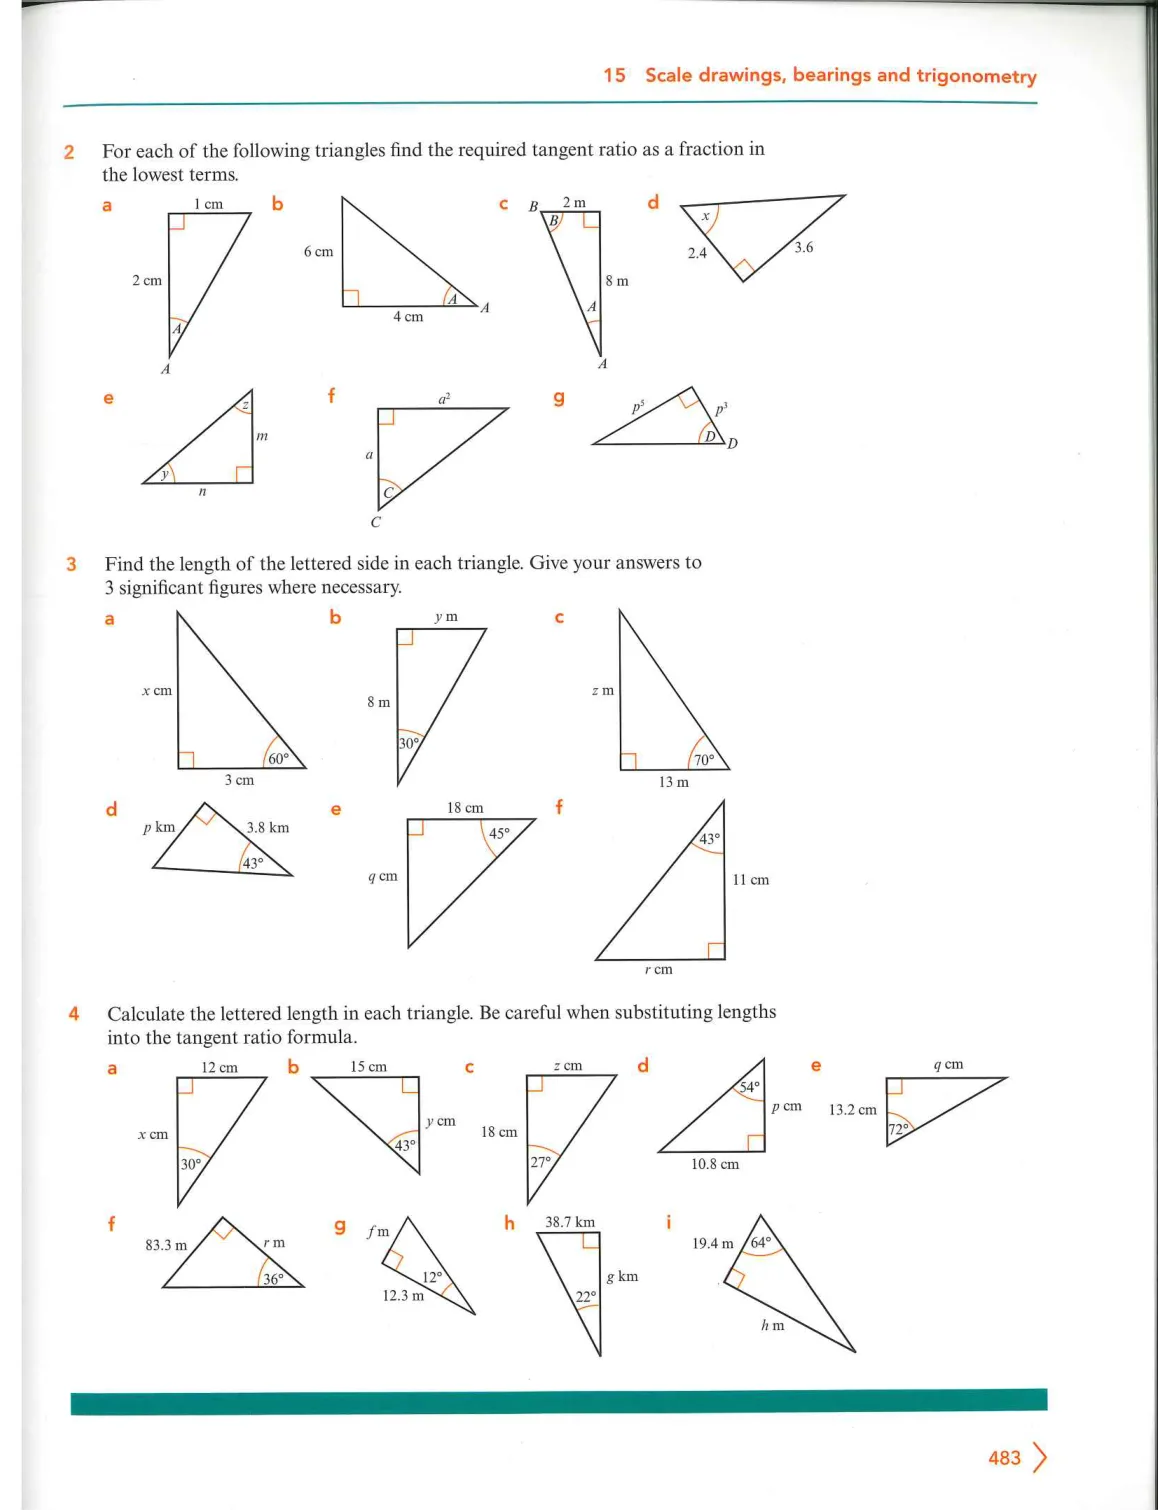 15 Scale drawings, bearings and trigonometry
2 For each of the following triangles find the required tangent ratio as a fraction in
the lowest terms.
a 1 cm 2 cm A A
b 6 cm 4 cm A A
c B 2 m B 8 m A A
d x 2.4 3.6
e z m y n
f a² a C C
g p⁵ p³ D D
3 Find the length of the lettered side in each triangle. Give your answers to
3 significant figures where necessary.
a x cm 60° 3 cm
b y m 8 m 30°
c z m 70° 13 m
d p km 3.8 km 43°
e 18 cm 45° q cm
f 43° 11 cm r cm
4 Calculate the lettered length in each triangle. Be careful when substituting lengths
into the tangent ratio formula.
a 12 cm x cm 30°
b 15 cm y cm 43°
c z cm 18 cm 27°
d 54° p cm 10.8 cm
e q cm 13.2 cm 72°
f 83.3 m r m 36°
g f m 12° 12.3 m
h 38.7 km g km 22°
i 19.4 m 64° h m
483